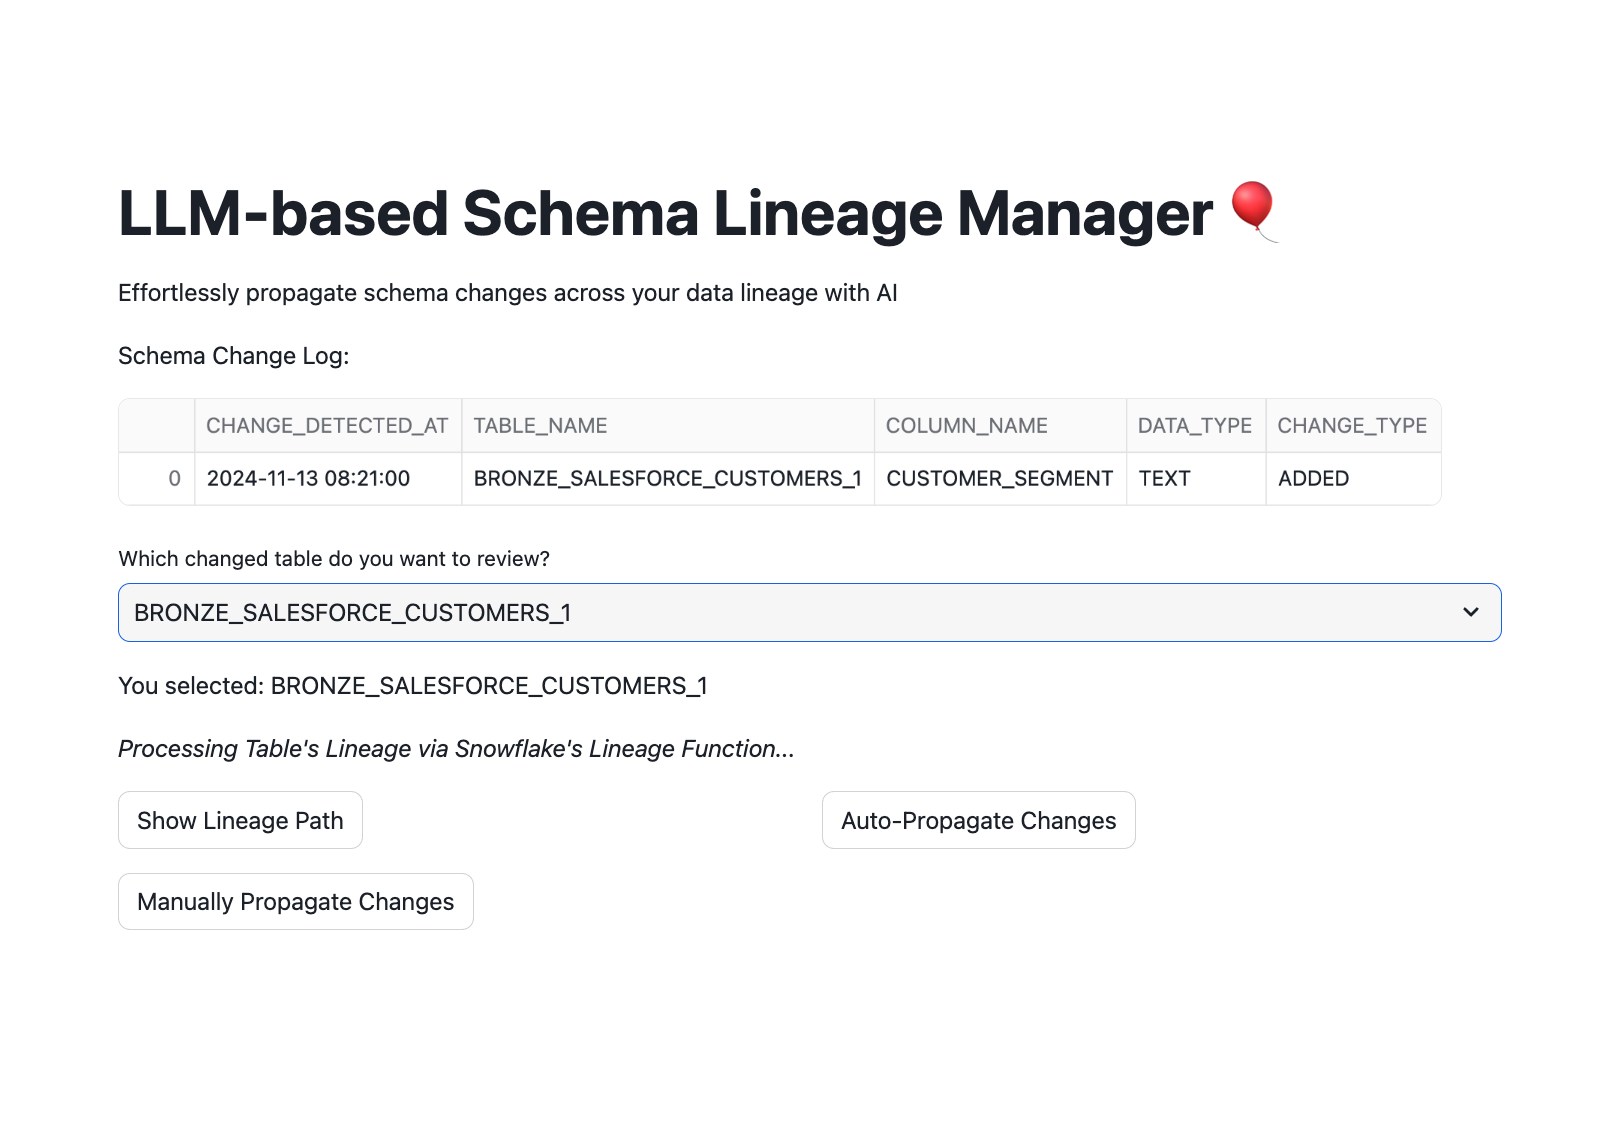 LLM-based Schema Lineage Manager 🎈
Effortlessly propagate schema changes across your data lineage with AI
Schema Change Log:
CHANGE_DETECTED_AT TABLE_NAME COLUMN_NAME DATA_TYPE CHANGE_TYPE
0 2024-11-13 08:21:00 BRONZE_SALESFORCE_CUSTOMERS_1 CUSTOMER_SEGMENT TEXT ADDED
Which changed table do you want to review?
BRONZE_SALESFORCE_CUSTOMERS_1
You selected: BRONZE_SALESFORCE_CUSTOMERS_1
Processing Table's Lineage via Snowflake's Lineage Function...
Show Lineage Path Auto-Propagate Changes
Manually Propagate Changes